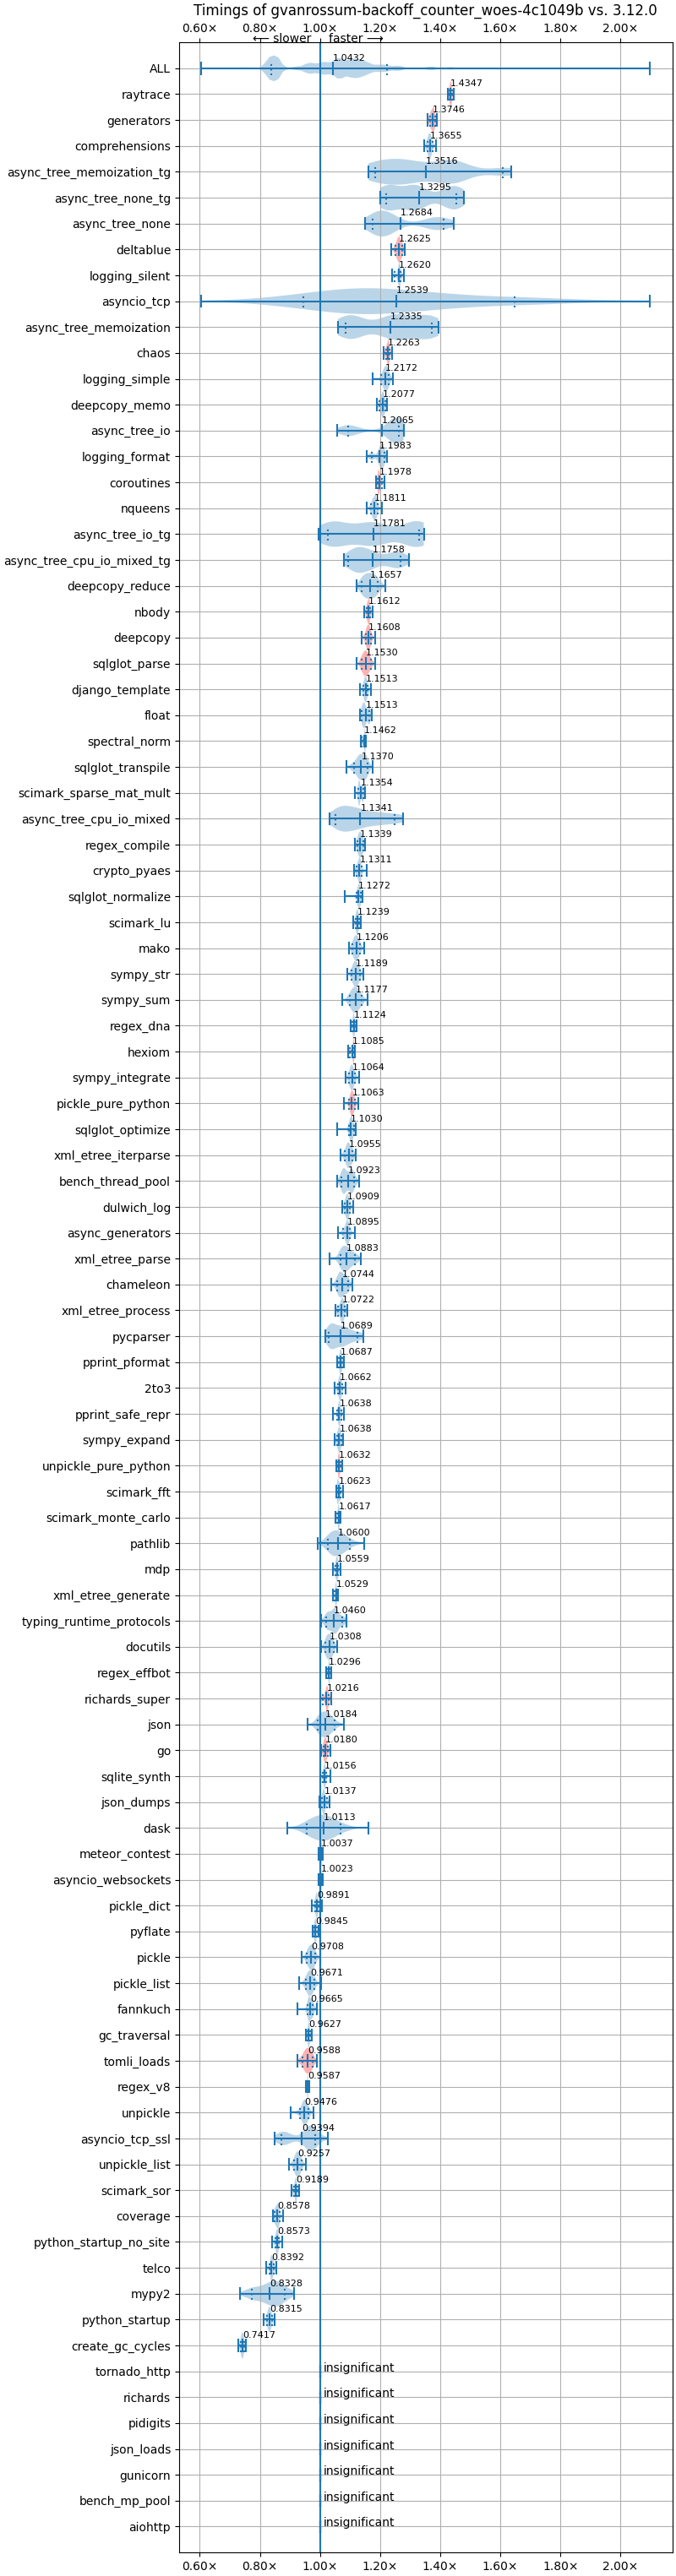 Timings of gvanrossum-backoff_counter_woes-4c1049b vs. 3.12.0
0.60× 0.80× 1.00× 1.20× 1.40× 1.60× 1.80× 2.00×
⟵ slower faster ⟶
ALL 1.0432
raytrace 1.4347
generators 1.3746
comprehensions 1.3655
async_tree_memoization_tg 1.3516
async_tree_none_tg 1.3295
async_tree_none 1.2684
deltablue 1.2625
logging_silent 1.2620
asyncio_tcp 1.2539
async_tree_memoization 1.2335
chaos 1.2263
logging_simple 1.2172
deepcopy_memo 1.2077
async_tree_io 1.2065
logging_format 1.1983
coroutines 1.1978
nqueens 1.1811
async_tree_io_tg 1.1781
async_tree_cpu_io_mixed_tg 1.1758
deepcopy_reduce 1.1657
nbody 1.1612
deepcopy 1.1608
sqlglot_parse 1.1530
django_template 1.1513
float 1.1513
spectral_norm 1.1462
sqlglot_transpile 1.1370
scimark_sparse_mat_mult 1.1354
async_tree_cpu_io_mixed 1.1341
regex_compile 1.1339
crypto_pyaes 1.1311
sqlglot_normalize 1.1272
scimark_lu 1.1239
mako 1.1206
sympy_str 1.1189
sympy_sum 1.1177
regex_dna 1.1124
hexiom 1.1085
sympy_integrate 1.1064
pickle_pure_python 1.1063
sqlglot_optimize 1.1030
xml_etree_iterparse 1.0955
bench_thread_pool 1.0923
dulwich_log 1.0909
async_generators 1.0895
xml_etree_parse 1.0883
chameleon 1.0744
xml_etree_process 1.0722
pycparser 1.0689
pprint_pformat 1.0687
2to3 1.0662
pprint_safe_repr 1.0638
sympy_expand 1.0638
unpickle_pure_python 1.0632
scimark_fft 1.0623
scimark_monte_carlo 1.0617
pathlib 1.0600
mdp 1.0559
xml_etree_generate 1.0529
typing_runtime_protocols 1.0460
docutils 1.0308
regex_effbot 1.0296
richards_super 1.0216
json 1.0184
go 1.0180
sqlite_synth 1.0156
json_dumps 1.0137
dask 1.0113
meteor_contest 1.0037
asyncio_websockets 1.0023
pickle_dict 0.9891
pyflate 0.9845
pickle 0.9708
pickle_list 0.9671
fannkuch 0.9665
gc_traversal 0.9627
tomli_loads 0.9588
regex_v8 0.9587
unpickle 0.9476
asyncio_tcp_ssl 0.9394
unpickle_list 0.9257
scimark_sor 0.9189
coverage 0.8578
python_startup_no_site 0.8573
telco 0.8392
mypy2 0.8328
python_startup 0.8315
create_gc_cycles 0.7417
tornado_http insignificant
richards insignificant
pidigits insignificant
json_loads insignificant
gunicorn insignificant
bench_mp_pool insignificant
aiohttp insignificant
0.60× 0.80× 1.00× 1.20× 1.40× 1.60× 1.80× 2.00×